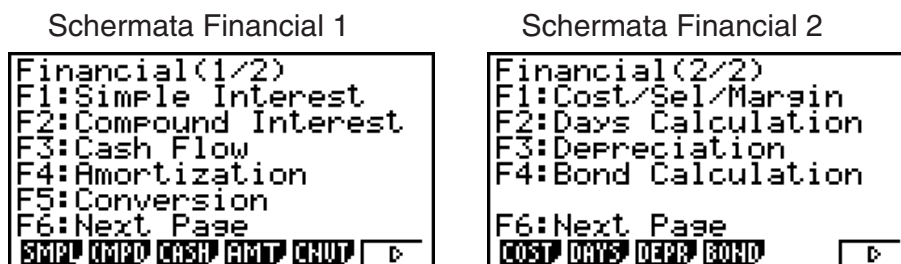 Schermata Financial 1
Financial(1/2)
F1:Simple Interest
F2:Compound Interest
F3:Cash Flow
F4:Amortization
F5:Conversion
F6:Next Page
SMPL CMPD CASH AMT CNVT ▷
Schermata Financial 2
Financial(2/2)
F1:Cost/Sel/Margin
F2:Days Calculation
F3:Depreciation
F4:Bond Calculation
F6:Next Page
COST DAYS DEPR BOND ▷